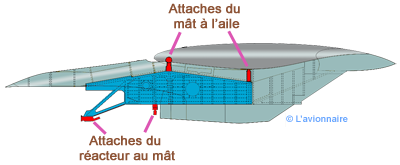 Attaches du
mât à l'aile
© L'avionnaire
Attaches du
réacteur au mât